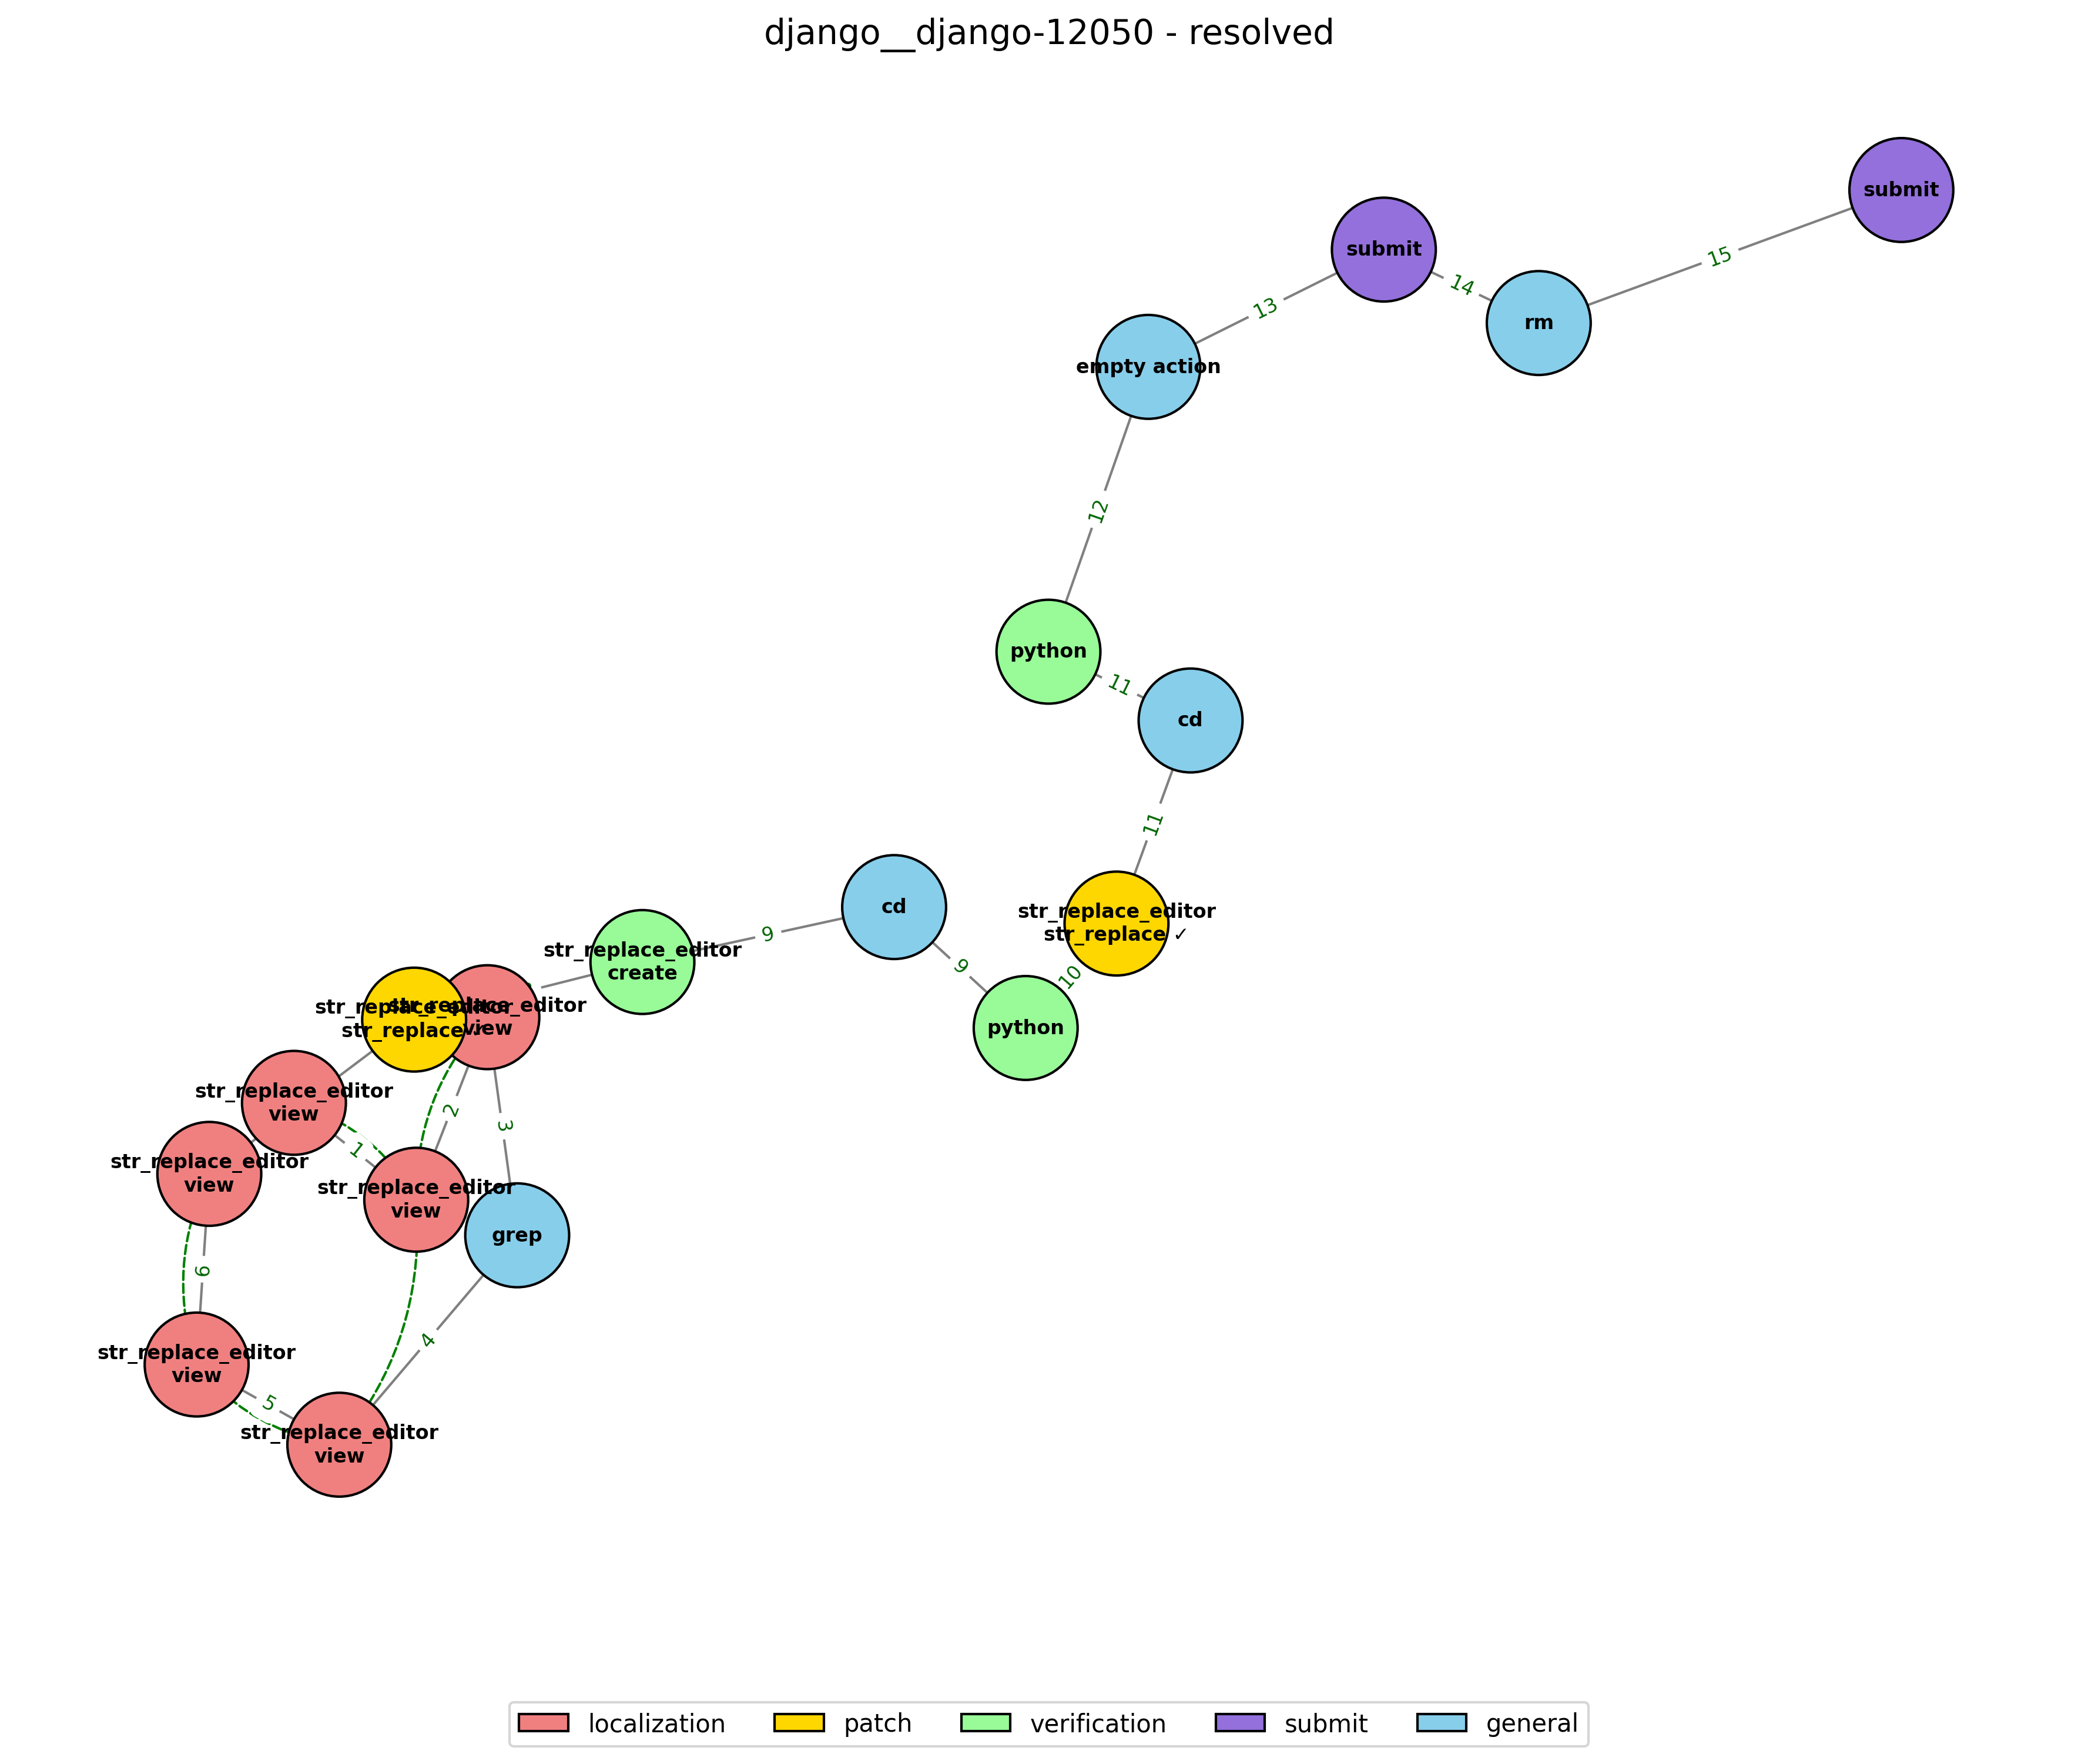 django__django-12050 - resolved
submit
submit
15
14
13
rm
empty action
12
python
11
cd
11
cd
str_replace_editor
str_replace ✓
9
str_replace_editor
create
9
10
python
str_replace_editor
str_replace
str_replace_editor
view
str_replace_editor
view
2
3
1
str_replace_editor
view
str_replace_editor
view
grep
6
4
str_replace_editor
view
5
str_replace_editor
view
localization
patch
verification
submit
general